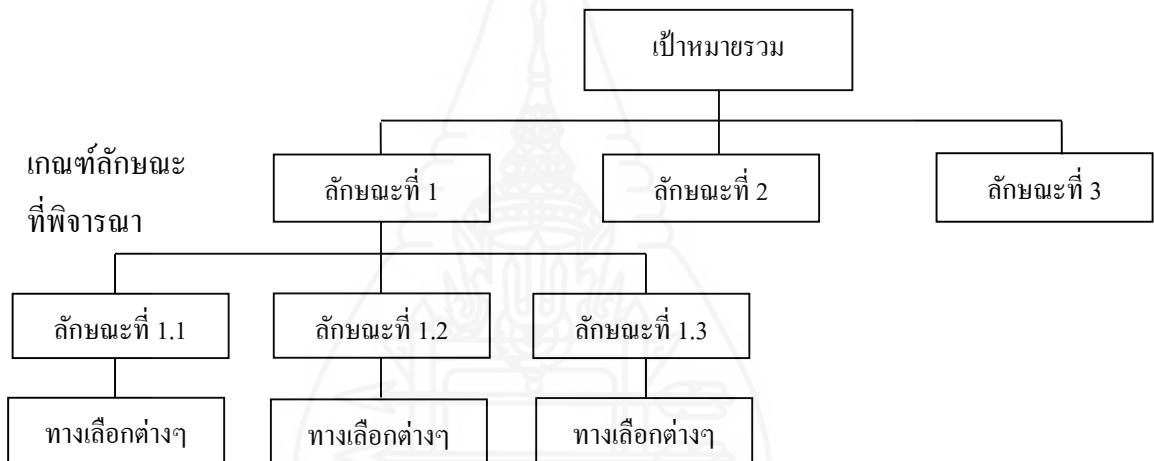 เป้าหมายรวม
เกณฑ์ลักษณะ
ที่พิจารณา
ลักษณะที่ 1
ลักษณะที่ 2
ลักษณะที่ 3
ลักษณะที่ 1.1
ลักษณะที่ 1.2
ลักษณะที่ 1.3
ทางเลือกต่างๆ
ทางเลือกต่างๆ
ทางเลือกต่างๆ